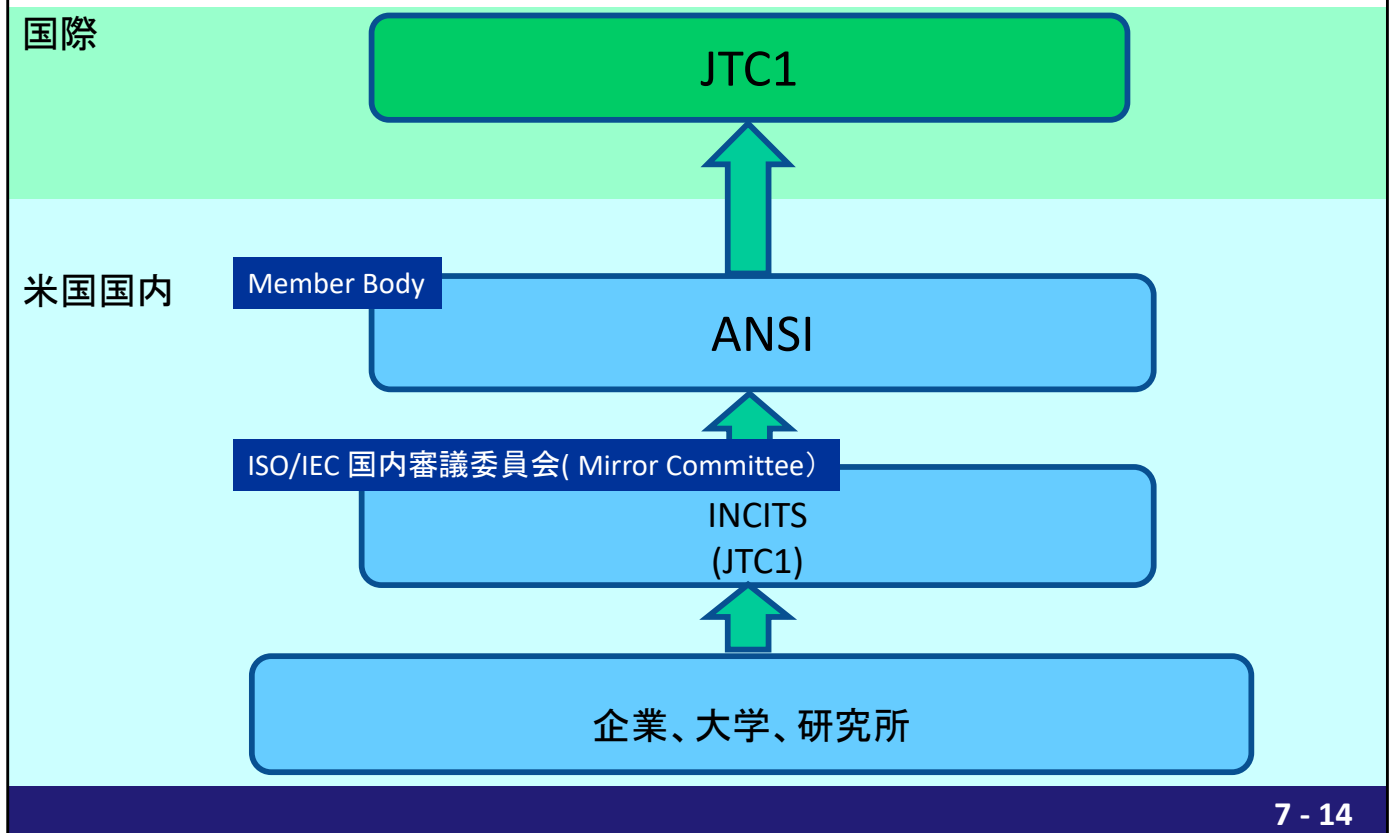 国際
JTC1
米国国内
Member Body
ANSI
ISO/IEC 国内審議委員会( Mirror Committee）
INCITS
(JTC1)
企業、大学、研究所
7 - 14